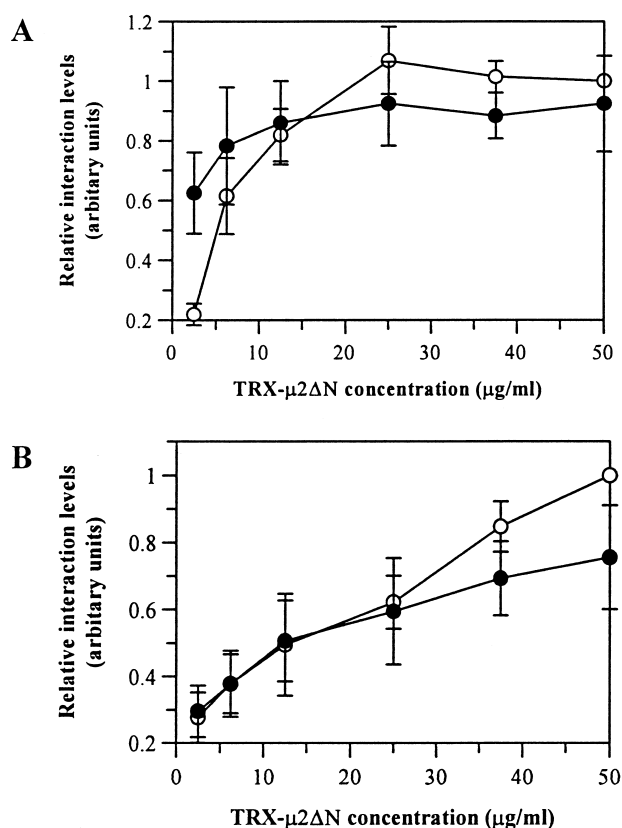 A
1.2
1
0.8
0.6
0.4
0.2
Relative interaction levels
(arbitary units)
0 10 20 30 40 50
TRX-μ2ΔN concentration (μg/ml)
B
1
0.8
0.6
0.4
0.2
Relative interaction levels
(arbitary units)
0 10 20 30 40 50
TRX-μ2ΔN concentration (μg/ml)